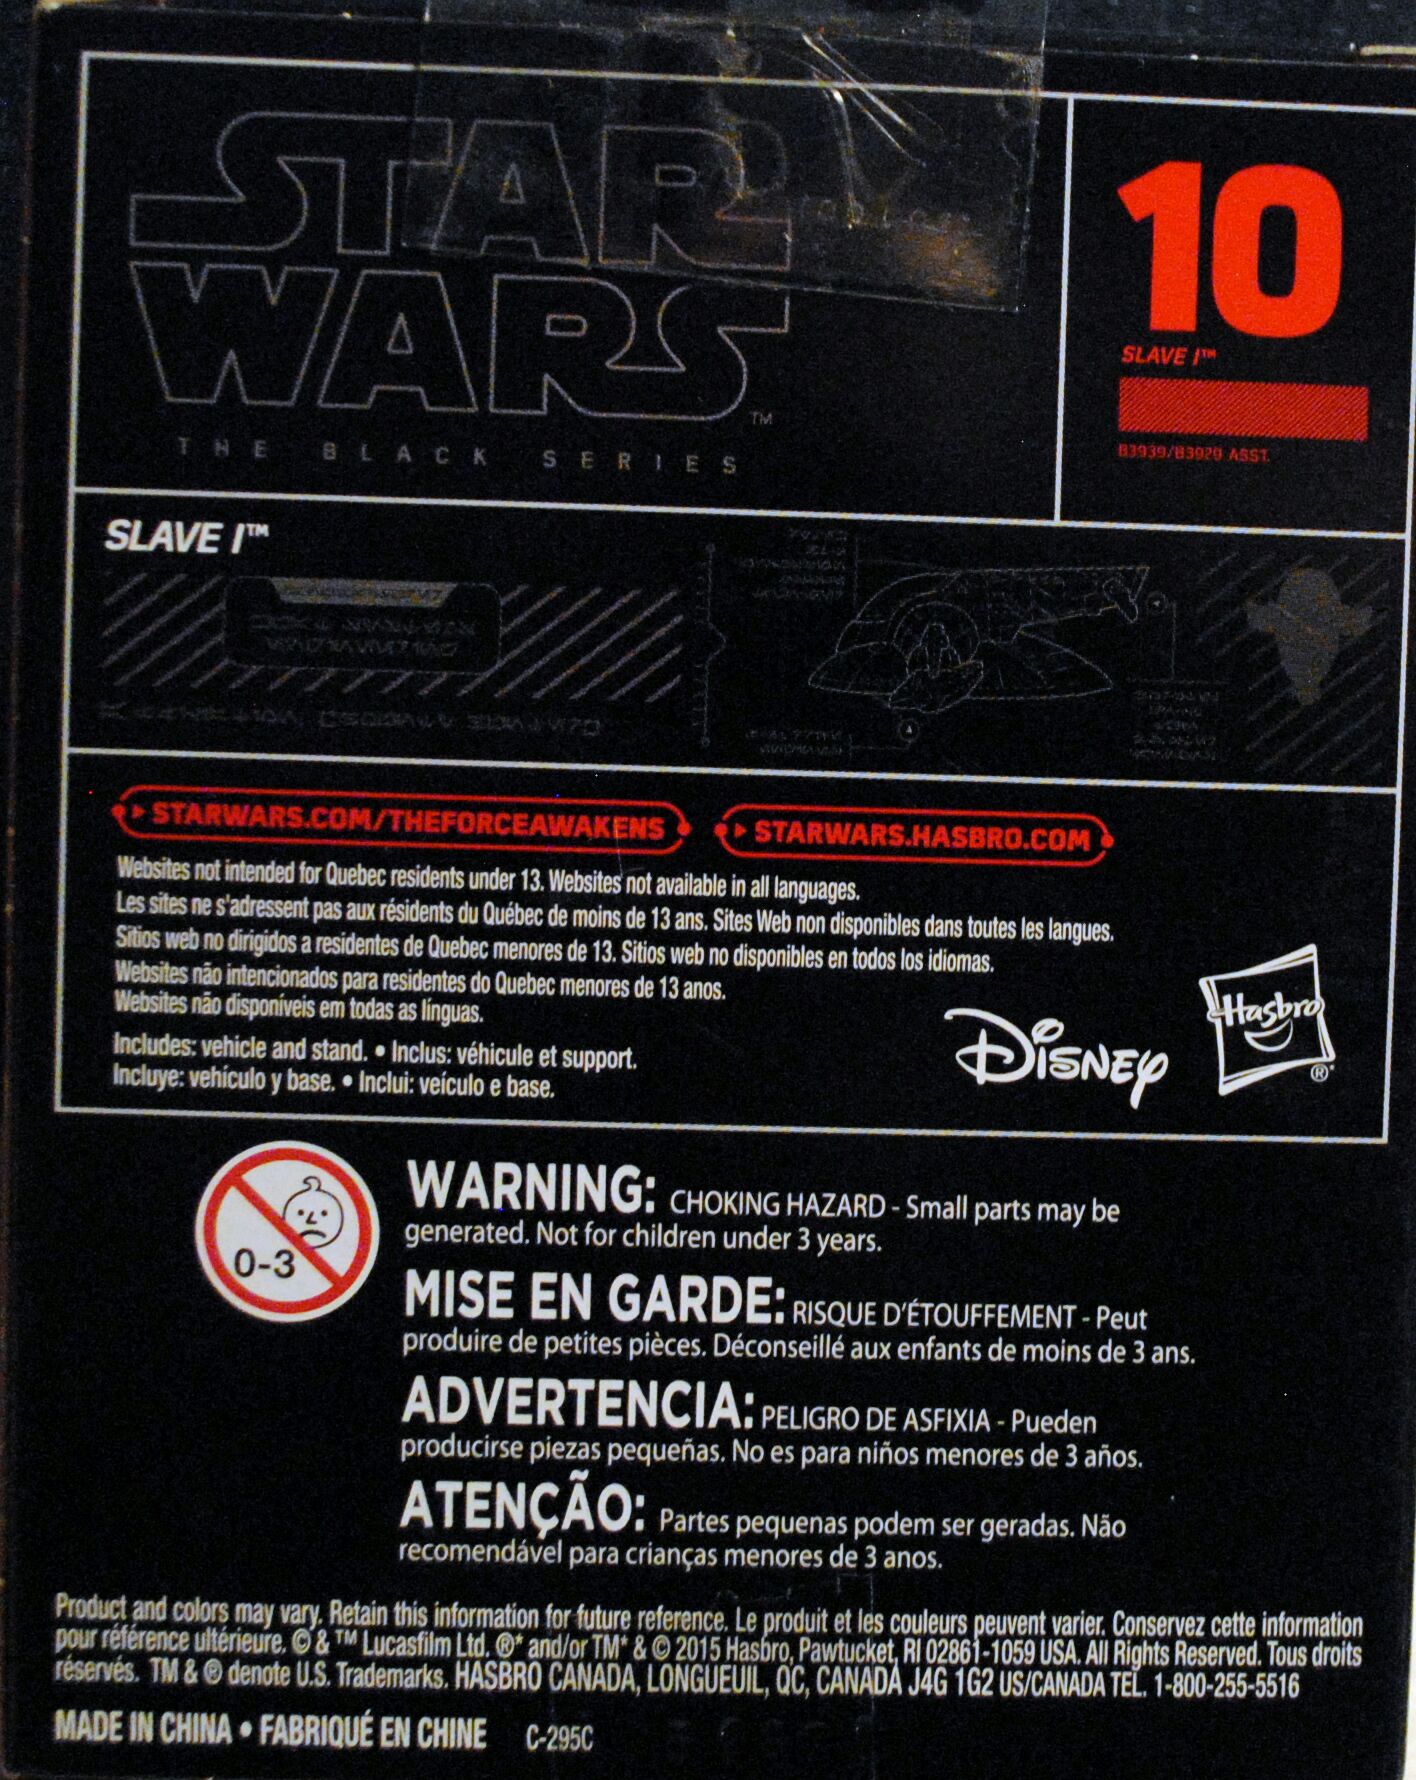 STAR
WARS
TM
THE BLACK SERIES
10
SLAVE I™
B3939/B3929 ASST.
SLAVE I™
STARWARS.COM/THEFORCEAWAKENS
STARWARS.HASBRO.COM
Websites not intended for Quebec residents under 13. Websites not available in all languages.
Les sites ne s'adressent pas aux résidents du Québec de moins de 13 ans. Sites Web non disponibles dans toutes les langues.
Sitios web no dirigidos a residentes de Quebec menores de 13. Sitios web no disponibles en todos los idiomas.
Websites não intencionados para residentes do Quebec menores de 13 anos.
Websites não disponíveis em todas as línguas.
Includes: vehicle and stand. • Inclus: véhicule et support.
Incluye: vehículo y base. • Inclui: veículo e base.
Disney
Hasbro
®*
0-3
WARNING: CHOKING HAZARD - Small parts may be
generated. Not for children under 3 years.
MISE EN GARDE: RISQUE D'ÉTOUFFEMENT - Peut
produire de petites pièces. Déconseillé aux enfants de moins de 3 ans.
ADVERTENCIA: PELIGRO DE ASFIXIA - Pueden
producirse piezas pequeñas. No es para niños menores de 3 años.
ATENÇÃO: Partes pequenas podem ser geradas. Não
recomendável para crianças menores de 3 anos.
Product and colors may vary. Retain this information for future reference. Le produit et les couleurs peuvent varier. Conservez cette information
pour référence ultérieure. © & ™ Lucasfilm Ltd. ®* and/or TM* & © 2015 Hasbro, Pawtucket, RI 02861-1059 USA. All Rights Reserved. Tous droits
réservés. TM & ® denote U.S. Trademarks. HASBRO CANADA, LONGUEUIL, QC, CANADA J4G 1G2 US/CANADA TEL. 1-800-255-5516
MADE IN CHINA • FABRIQUÉ EN CHINE C-295C